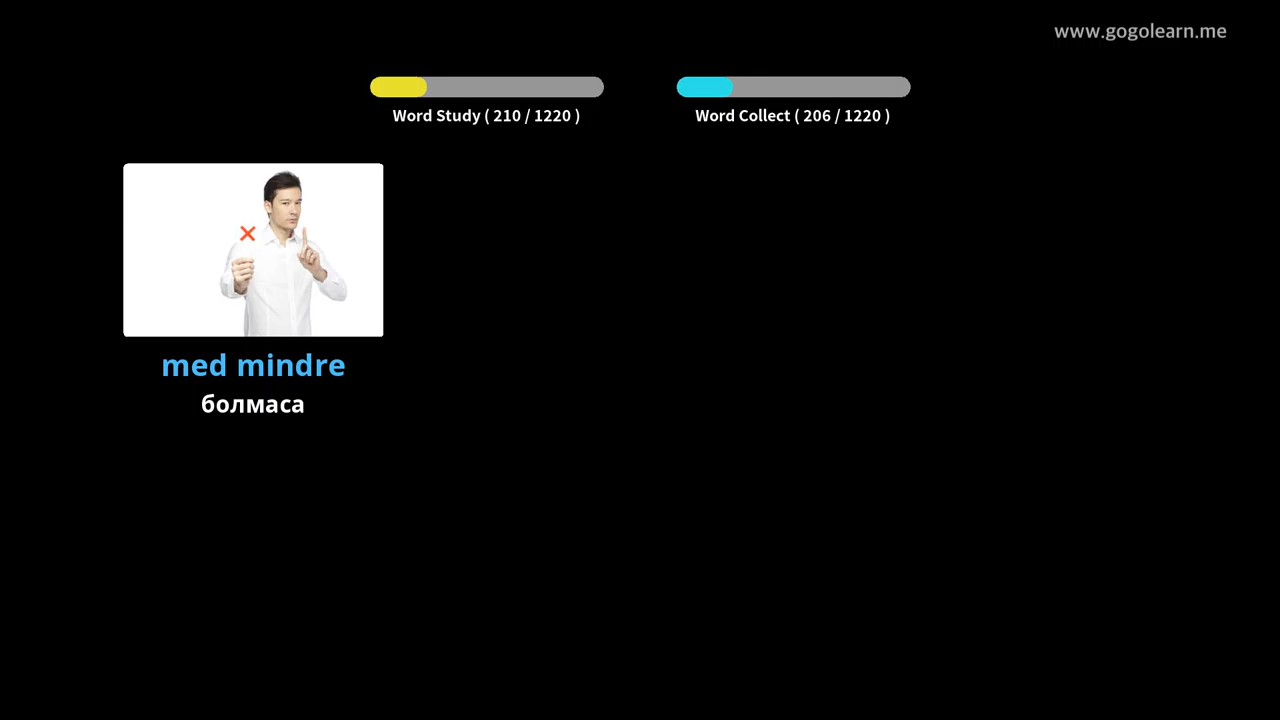 www.gogolearn.me
Word Study ( 210 / 1220 )
Word Collect ( 206 / 1220 )
med mindre
болмаса